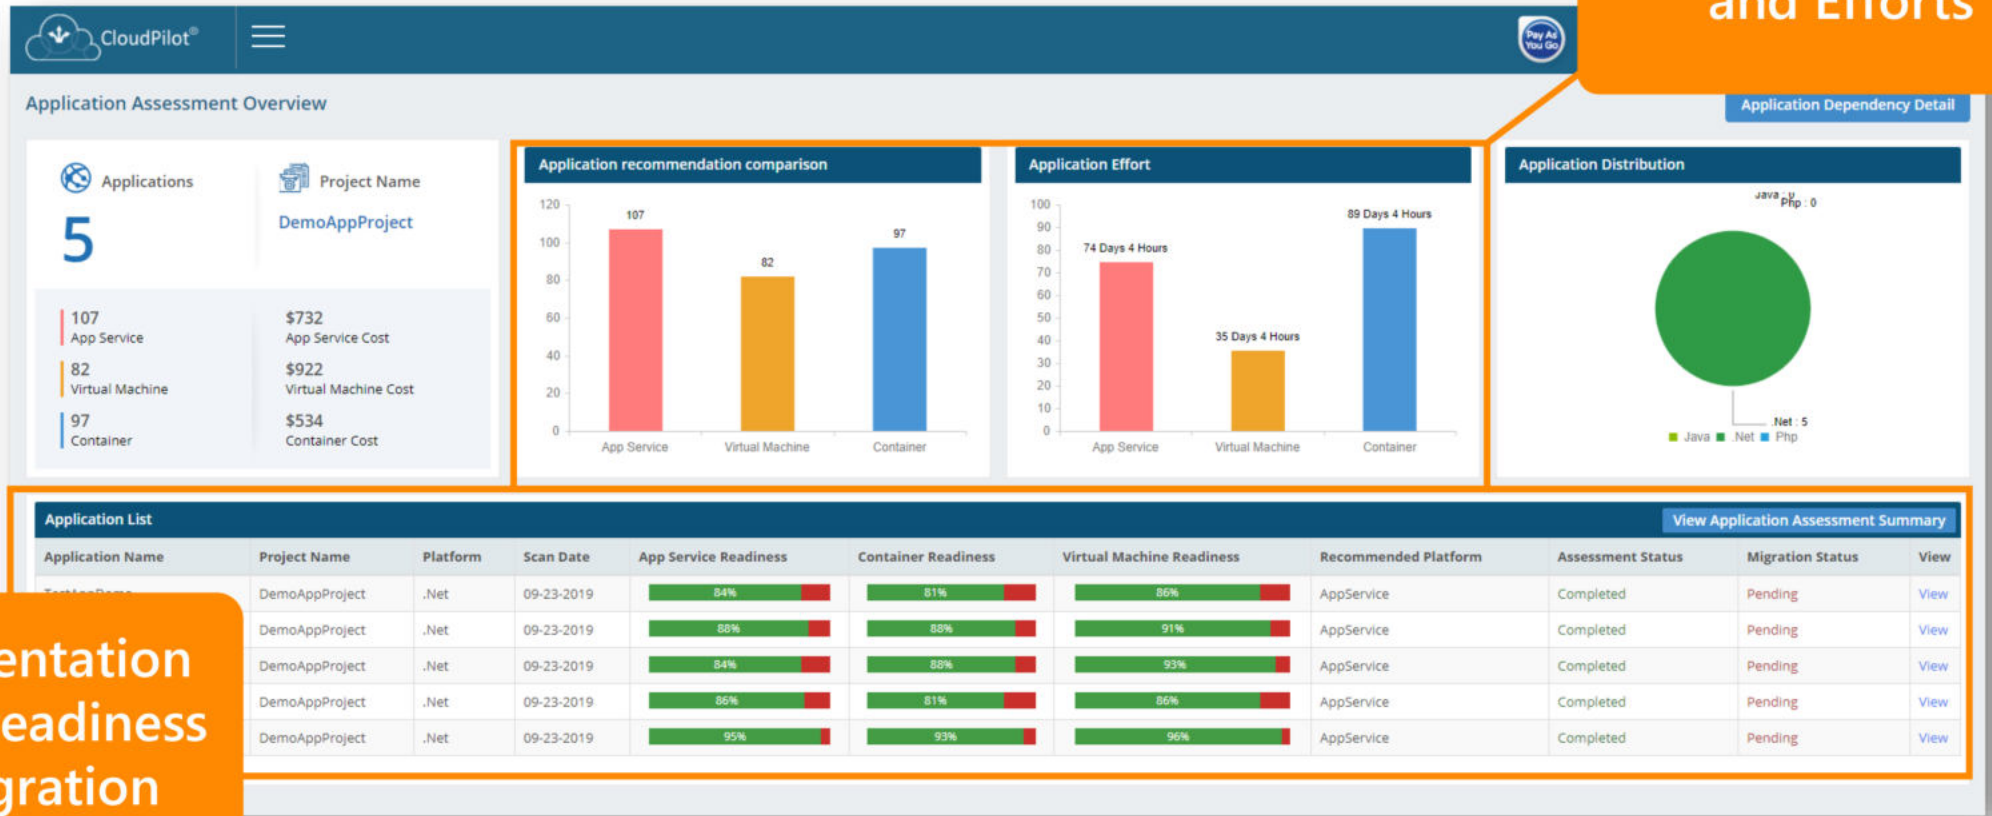 and Efforts
CloudPilot®
Pay As
You Go
Application Assessment Overview
Application Dependency Detail
Applications
5
Project Name
DemoAppProject
107
App Service
$732
App Service Cost
82
Virtual Machine
$922
Virtual Machine Cost
97
Container
$534
Container Cost
Application recommendation comparison
120
100
80
60
40
20
0
107
82
97
App Service Virtual Machine Container
Application Effort
100
90
80
70
60
50
40
30
20
10
0
74 Days 4 Hours
35 Days 4 Hours
89 Days 4 Hours
App Service Virtual Machine Container
Application Distribution
Java : 0
Php : 0
.Net : 5
Java .Net Php
Application List
View Application Assessment Summary
Application Name Project Name Platform Scan Date App Service Readiness Container Readiness Virtual Machine Readiness Recommended Platform Assessment Status Migration Status View
DemoAppProject .Net 09-23-2019 84% 81% 86% AppService Completed Pending View
DemoAppProject .Net 09-23-2019 88% 88% 91% AppService Completed Pending View
DemoAppProject .Net 09-23-2019 84% 88% 93% AppService Completed Pending View
DemoAppProject .Net 09-23-2019 86% 81% 86% AppService Completed Pending View
DemoAppProject .Net 09-23-2019 95% 93% 96% AppService Completed Pending View
entation
eadiness
gration